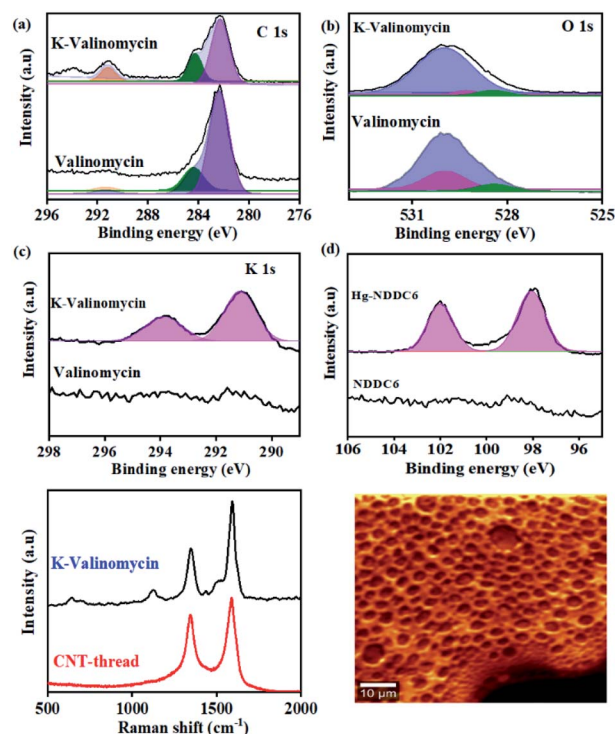 (a)
K-Valinomycin
C 1s
Valinomycin
Intensity (a.u)
296 292 288 284 280 276
Binding energy (eV)
(b)
K-Valinomycin
O 1s
Valinomycin
Intensity (a.u)
531 528 525
Binding energy (eV)
(c)
K 1s
K-Valinomycin
Valinomycin
Intensity (a.u)
298 296 294 292 290
Binding energy (eV)
(d)
Hg-NDDC6
NDDC6
Intensity (a.u)
106 104 102 100 98 96
Binding energy (eV)
K-Valinomycin
CNT-thread
Intensity (a.u)
500 1000 1500 2000
Raman shift (cm⁻¹)
10 µm